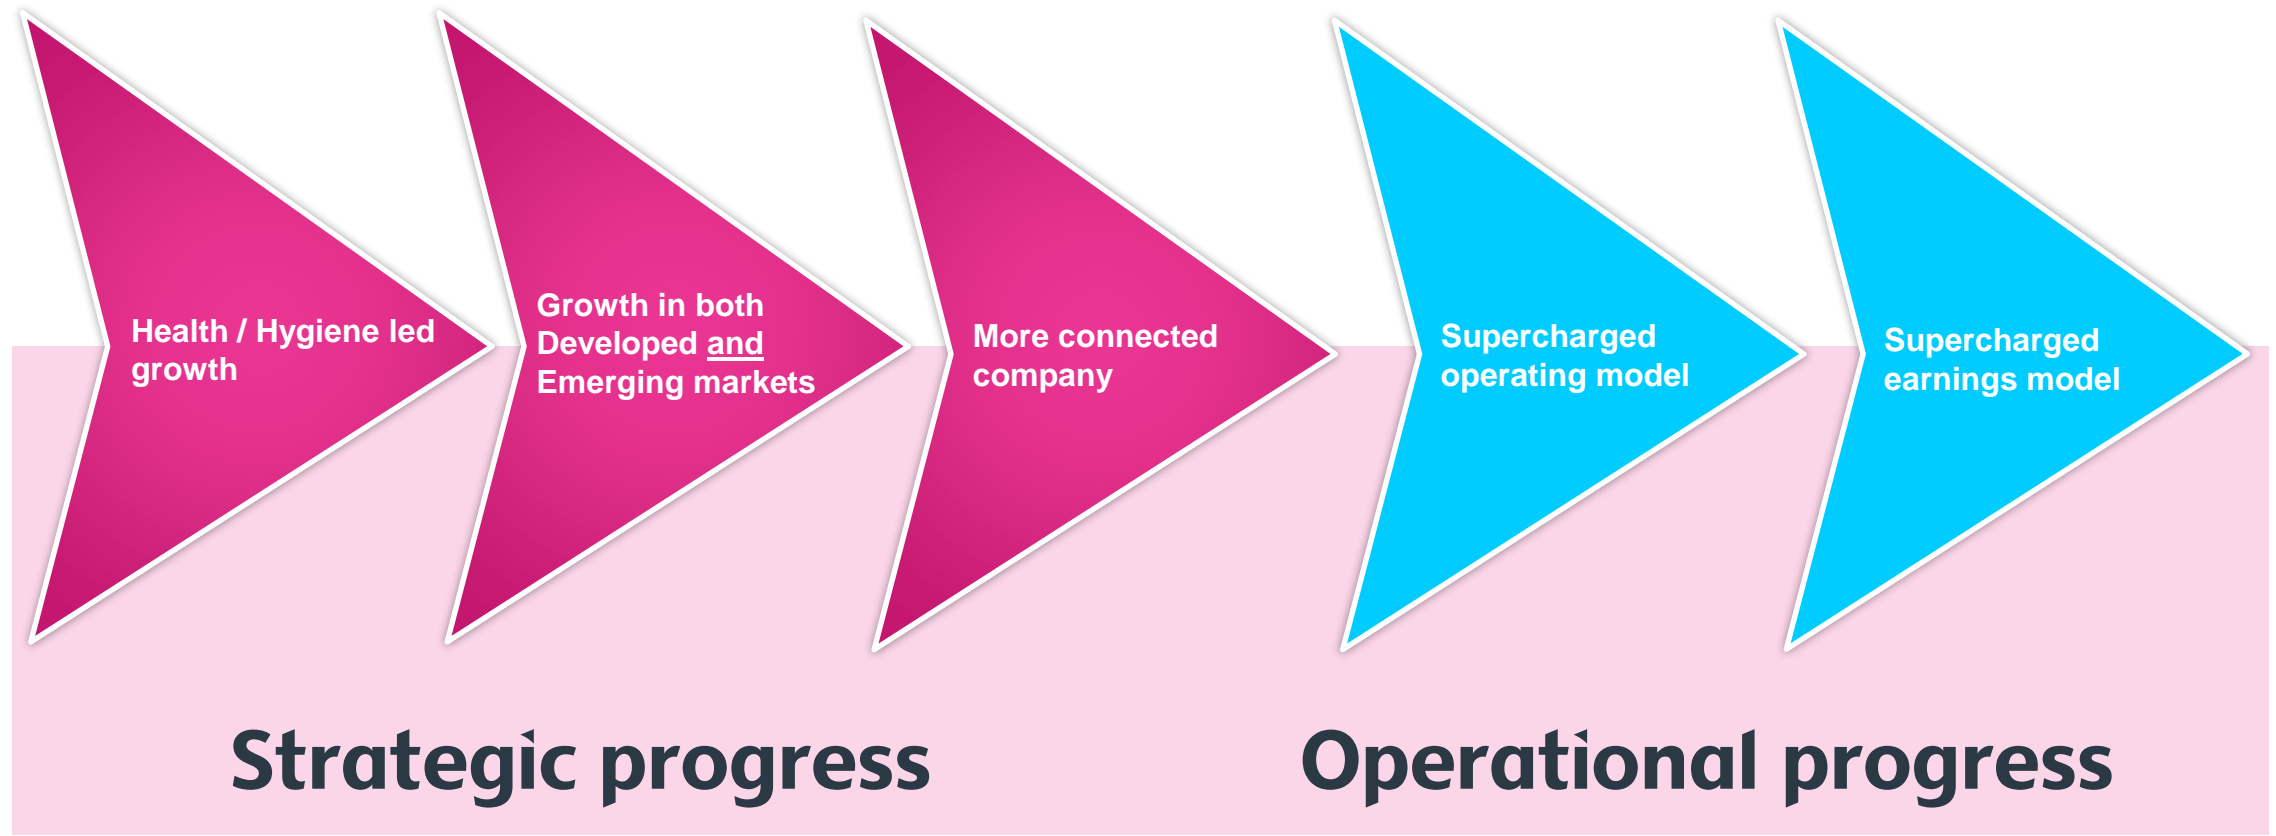 Health / Hygiene led
growth
Growth in both
Developed and
Emerging markets
More connected
company
Supercharged
operating model
Supercharged
earnings model
Strategic progress
Operational progress